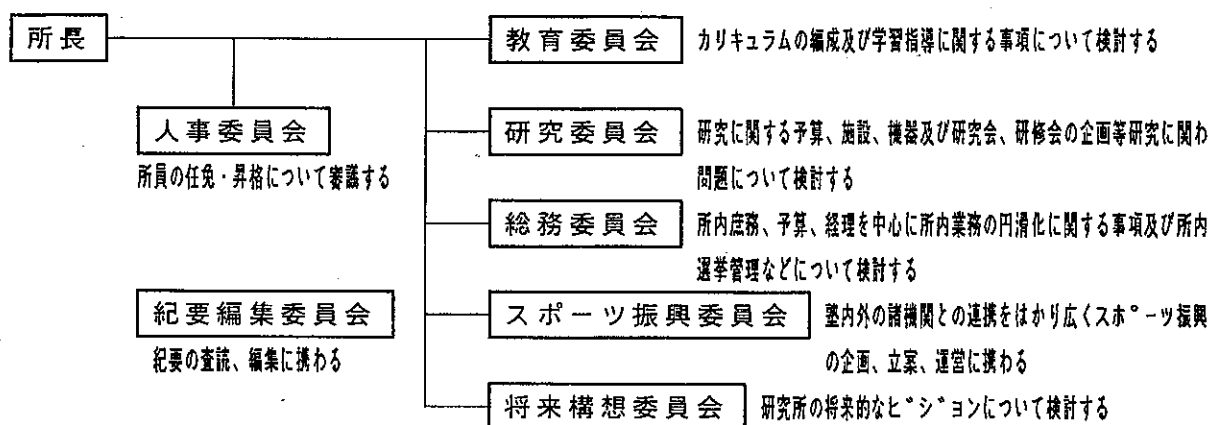 所長
教育委員会 カリキュラムの編成及び学習指導に関する事項について検討する
人事委員会
所員の任免・昇格について審議する
研究委員会 研究に関する予算、施設、機器及び研究会、研修会の企画等研究に関わ
問題について検討する
総務委員会 所内庶務、予算、経理を中心に所内業務の円滑化に関する事項及び所内
選挙管理などについて検討する
紀要編集委員会
紀要の査読、編集に携わる
スポーツ振興委員会 塾内外の諸機関との連携をはかり広くスポーツ振興
の企画、立案、運営に携わる
将来構想委員会 研究所の将来的なビジョンについて検討する